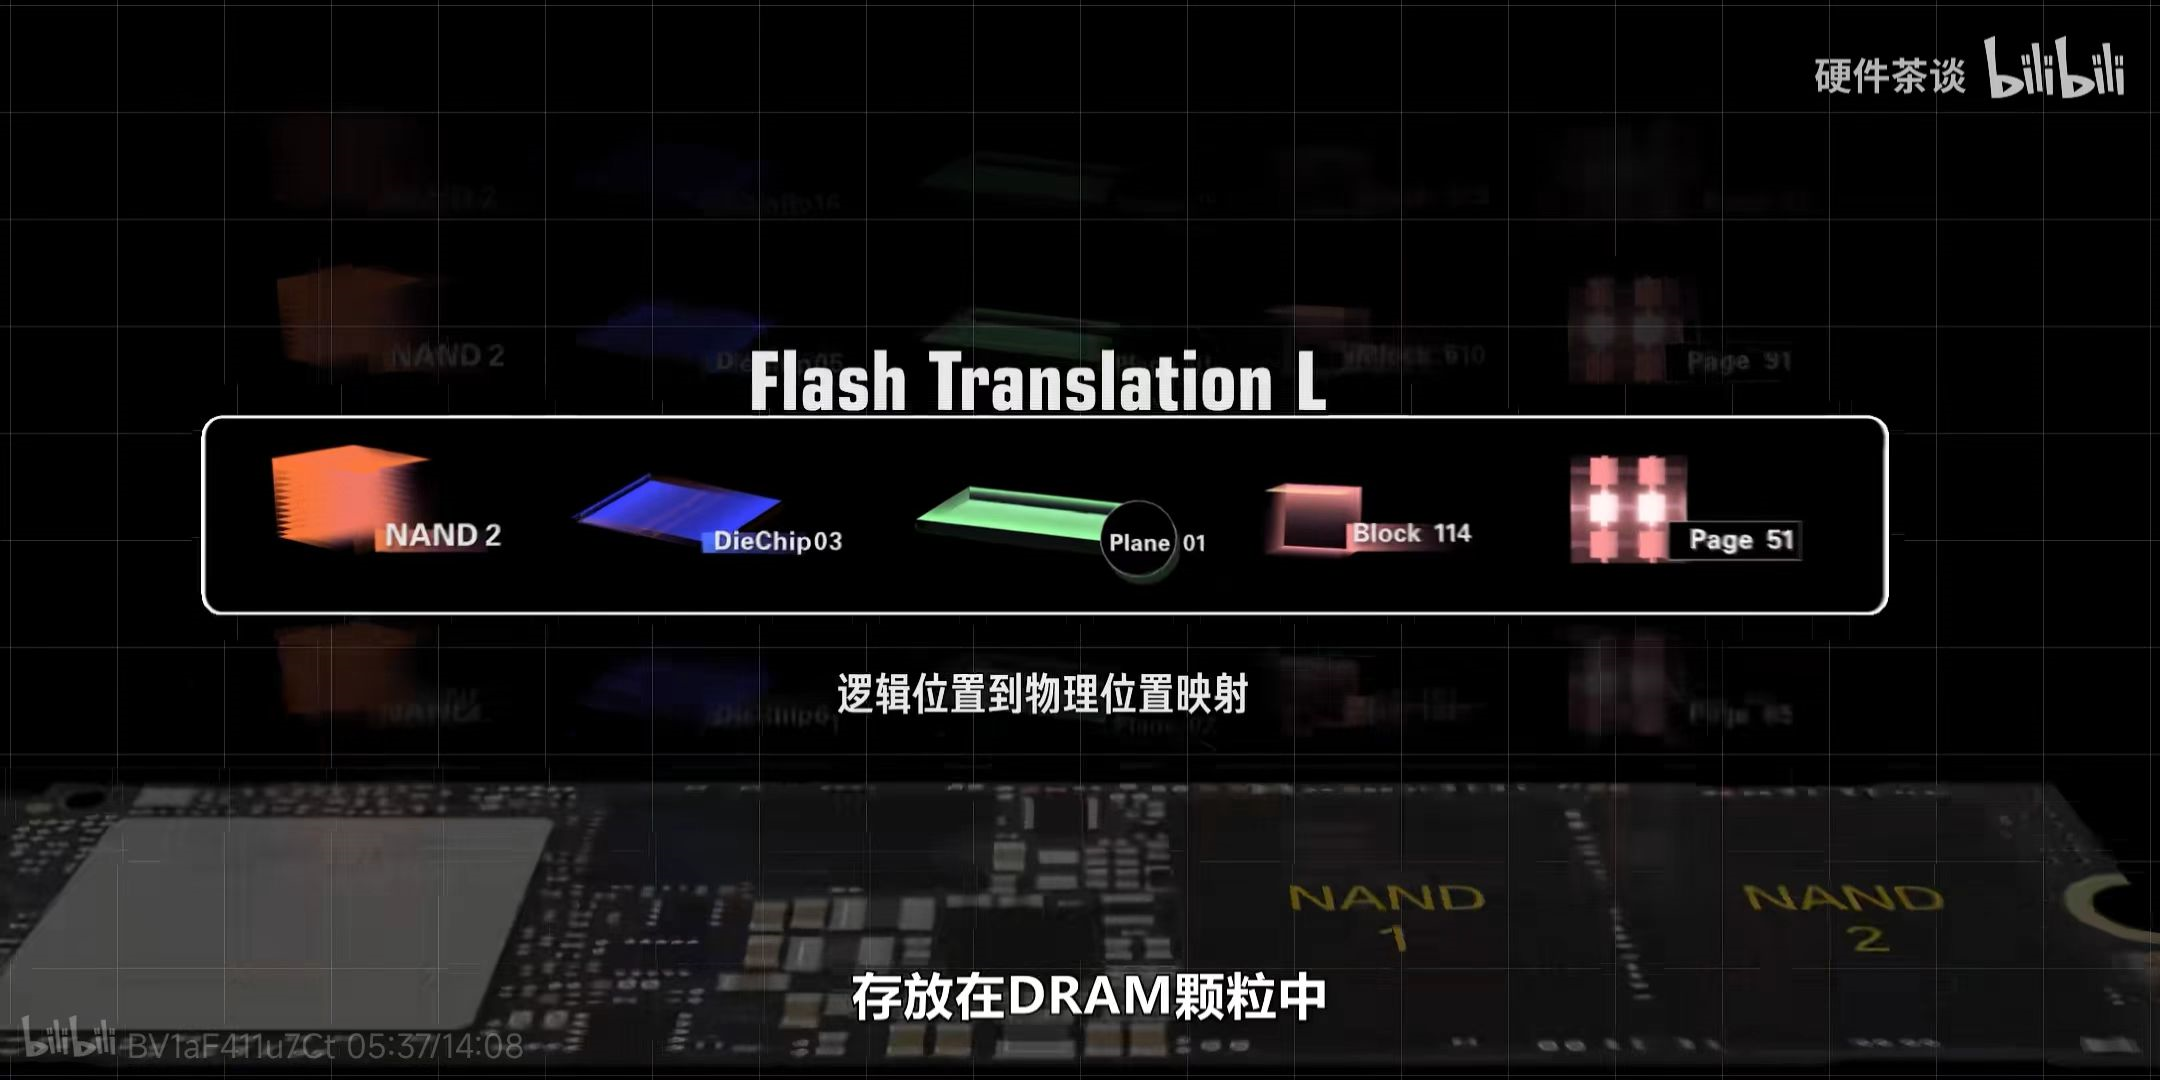 硬件茶谈 bilibili
NAND 2
Page 91
Flash Translation L
NAND 2
DieChip03
Plane 01
Block 114
Page 51
逻辑位置到物理位置映射
NAND
1
NAND
2
存放在DRAM颗粒中
bilibili BV1aF411u7Ct 05:37/14:08